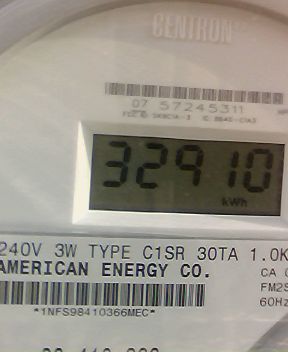 CENTRON
07 57245311
32910
kWh
240V 3W TYPE C1SR 30TA 1.0K
AMERICAN ENERGY CO.
CA
FM2S
60Hz
*1NFS98410366MEC*